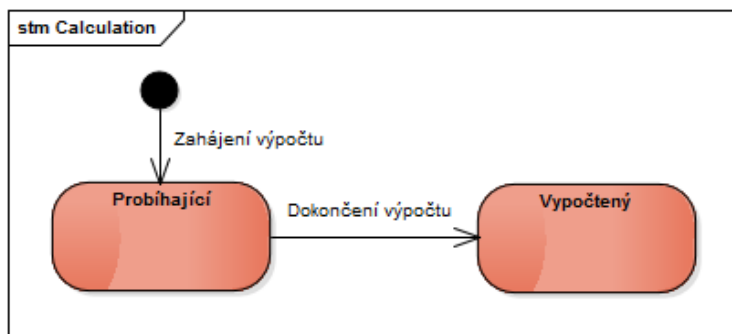 stm Calculation
Zahájení výpočtu
Probíhající
Dokončení výpočtu
Vypočtený